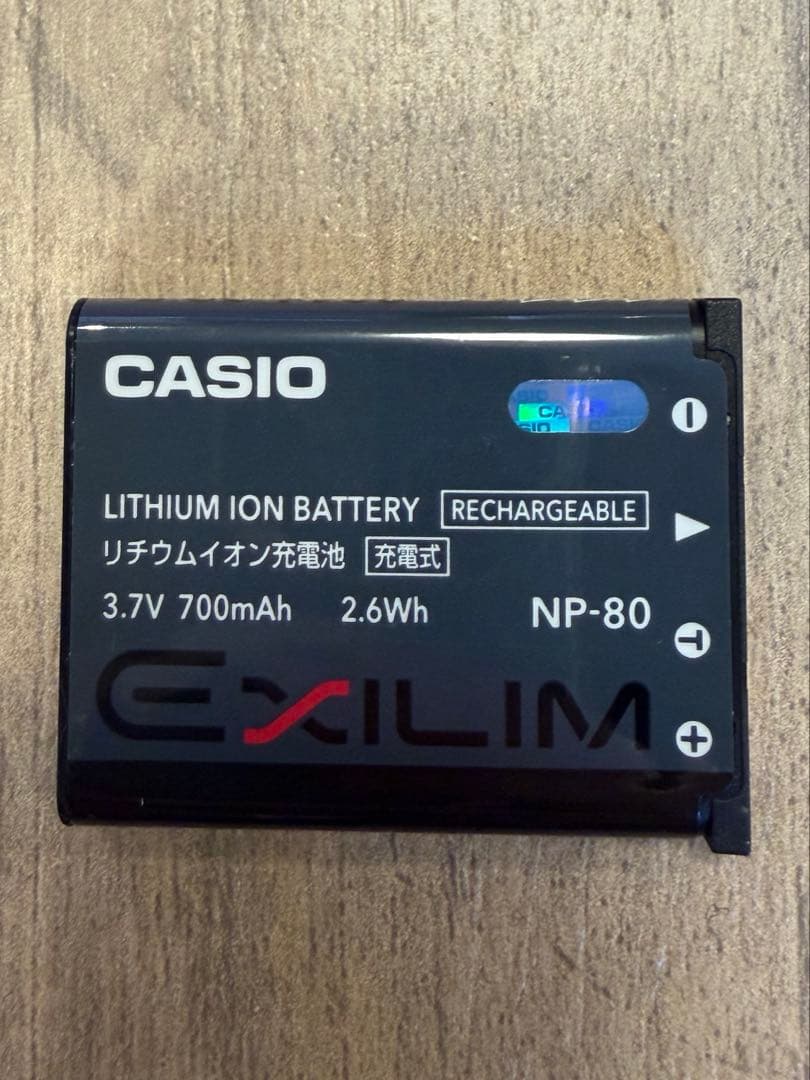 CASIO
LITHIUM ION BATTERY RECHARGEABLE
リチウムイオン充電池 充電式
3.7V 700mAh 2.6Wh NP-80
EXILIM
T
+